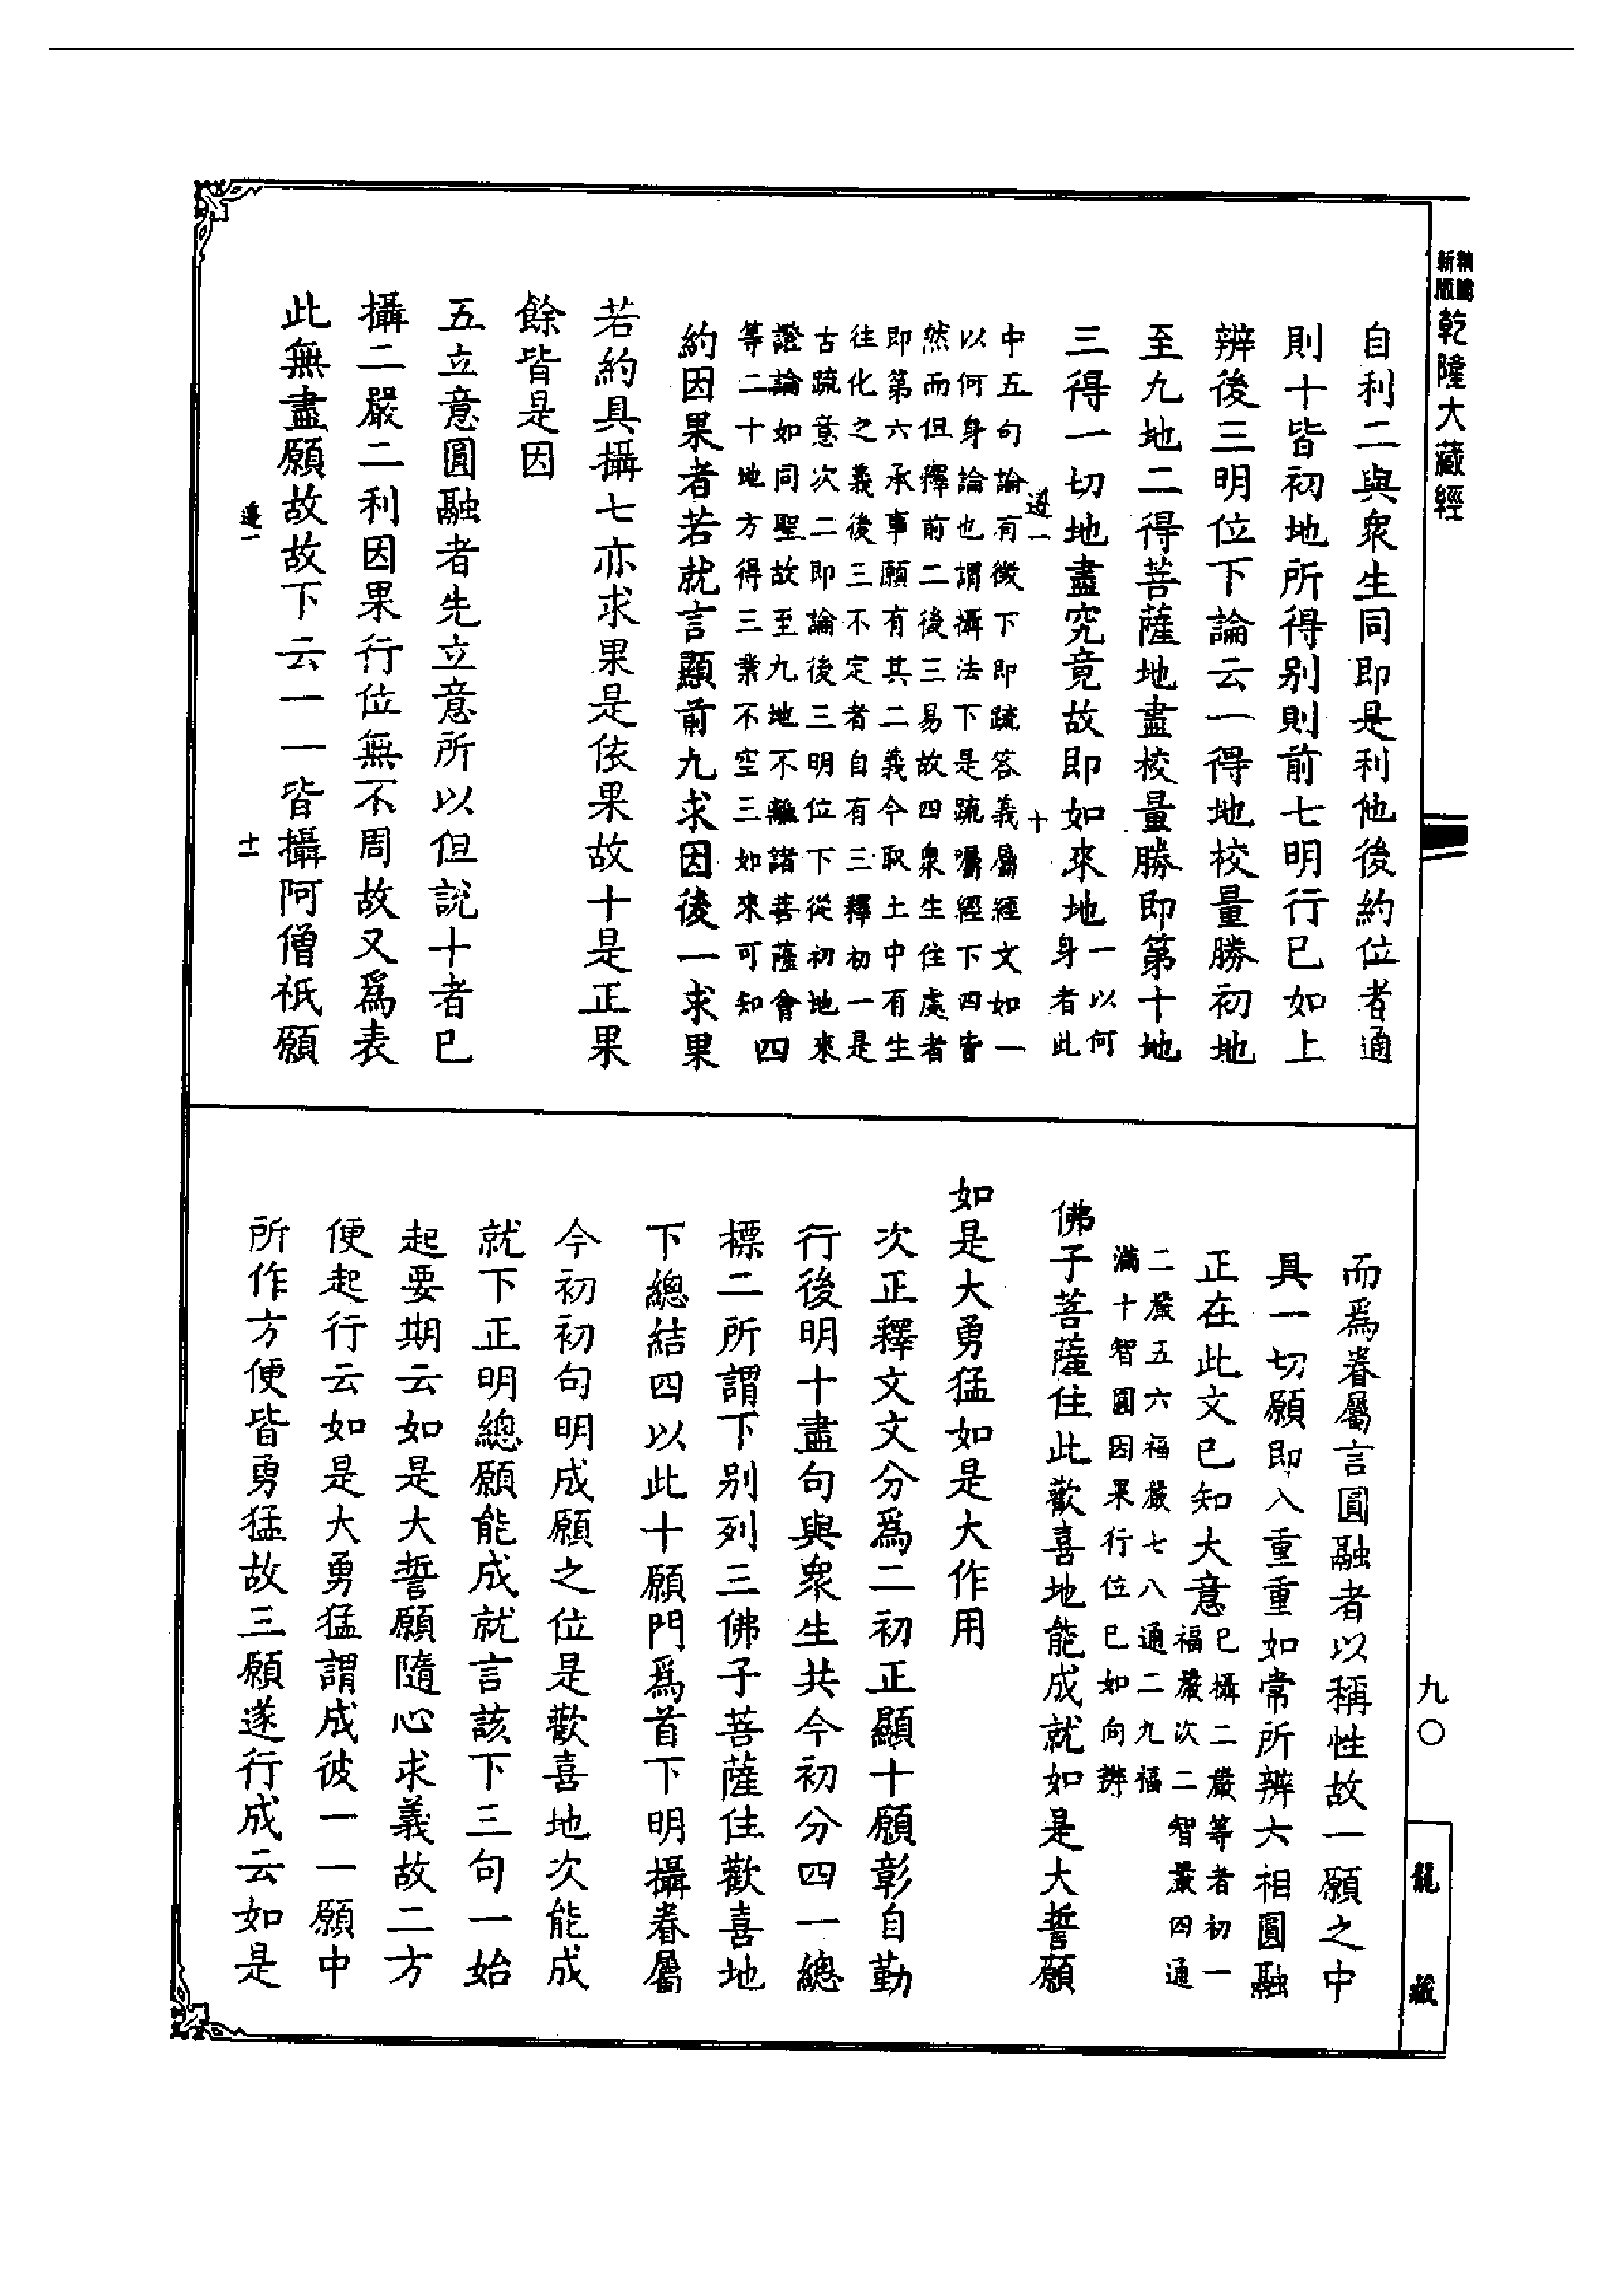 新版
精縮
乾隆大藏經
自利二與衆生同即是利他後約位者通
則十皆初地所得别則前七明行已如上
辨後三明位下論云一得地校量勝初地
至九地二得菩薩地盡校量勝即第十地
三得一切地盡究竟故即如來地一以何
身者此
遵一
十
中五句論有徴下即疏答義屬經文如一
以何身論也謂攝法下是疏囑經下四皆
然而但釋前二後三易故四衆生住處者
即第六承事願有其二義今取土中有生
往化之義後三不定者自有三釋初一是
古疏意次二即論後三明位下從初地來
證論如同聖故至九地不離諸菩薩會四
等二十地方得三業不空三如來可知
約因果者若就言顯前九求因後一求果
若約具攝七亦求果是依果故十是正果
餘皆是因
五立意圓融者先立意所以但說十者已
攝二嚴二利因果行位無不周故又爲表
此無盡願故故下云一一皆攝阿僧祇願
遵一
十一
而爲眷屬言圓融者以稱性故一願之中
具一切願即入重重如常所辨六相圓融
正在此文已知大意已攝二嚴等者初一
福嚴次二智嚴四通
二嚴五六福嚴七八通二九福
滿十智圓因果行位已如向辨
佛子菩薩住此歡喜地能成就如是大誓願
如是大勇猛如是大作用
次正釋文文分爲二初正顯十願彰自勤
行後明十盡句與衆生共今初分四一總
標二所謂下别列三佛子菩薩住歡喜地
下總結四以此十願門爲首下明攝眷屬
今初初句明成願之位是歡喜地次能成
就下正明總願能成就言該下三句一始
起要期云如是大誓願隨心求義故二方
便起行云如是大勇猛謂成彼一一願中
所作方便皆勇猛故三願遂行成云如是
九〇
龍藏